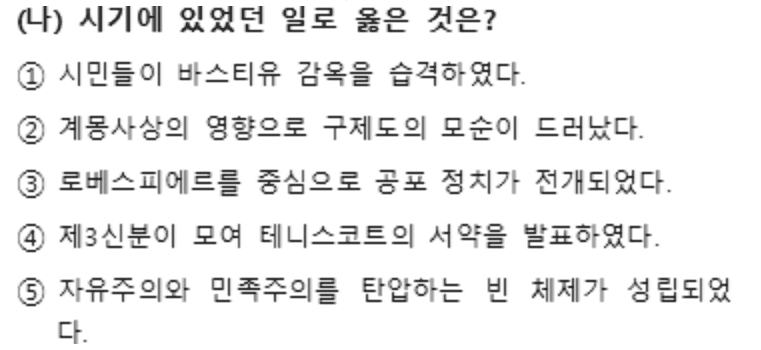 (나) 시기에 있었던 일로 옳은 것은?
① 시민들이 바스티유 감옥을 습격하였다.
② 계몽사상의 영향으로 구제도의 모순이 드러났다.
③ 로베스피에르를 중심으로 공포 정치가 전개되었다.
④ 제3신분이 모여 테니스코트의 서약을 발표하였다.
⑤ 자유주의와 민족주의를 탄압하는 빈 체제가 성립되었
다.